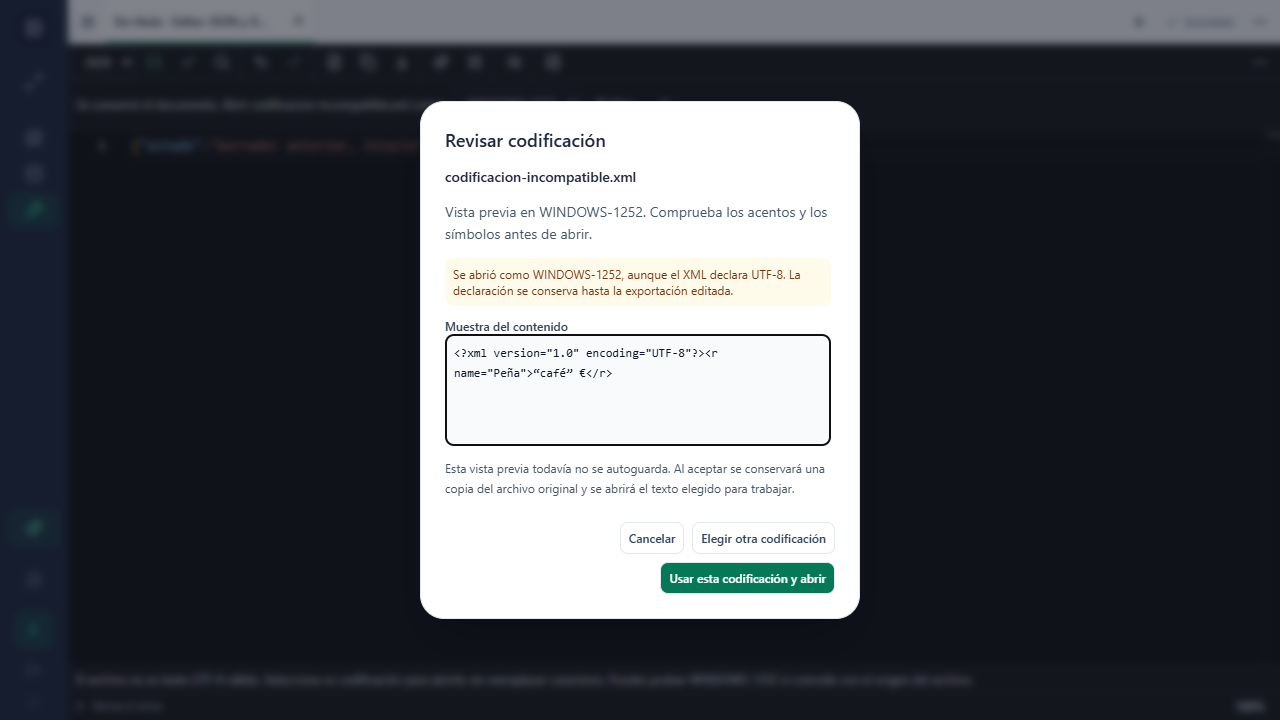 Revisar codificación
codificacion-incompatible.xml
Vista previa en WINDOWS-1252. Comprueba los acentos y los
símbolos antes de abrir.
Se abrió como WINDOWS-1252, aunque el XML declara UTF-8. La
declaración se conserva hasta la exportación editada.
Muestra del contenido
<?xml version="1.0" encoding="UTF-8"?><r
name="Peña">“café” €</r>
Esta vista previa todavía no se autoguarda. Al aceptar se conservará una
copia del archivo original y se abrirá el texto elegido para trabajar.
Cancelar
Elegir otra codificación
Usar esta codificación y abrir